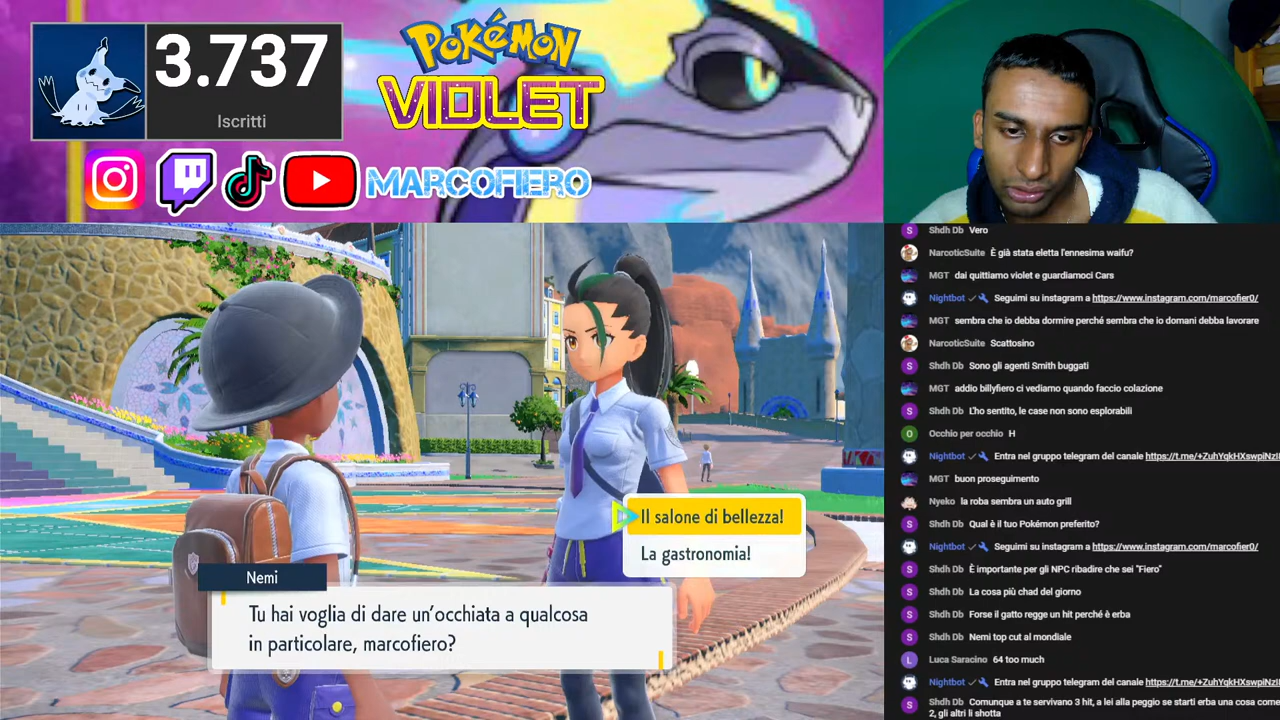 3.737
Iscritti
POKÉMON
VIOLET
MARCOFIERO
Il salone di bellezza!
La gastronomia!
Nemi
Tu hai voglia di dare un'occhiata a qualcosa
in particolare, marcofiero?
S Shdh Db Vero
NarcoticSuite È già stata eletta l'ennesima waifu?
MGT dai quittiamo violet e guardiamoci Cars
Nightbot Seguimi su instagram a https://www.instagram.com/marcofier0/
MGT sembra che io debba dormire perché sembra che io domani debba lavorare
NarcoticSuite Scattosino
S Shdh Db Sono gli agenti Smith buggati
MGT addio billyfiero ci vediamo quando faccio colazione
S Shdh Db L'ho sentito, le case non sono esplorabili
O Occhio per occhio H
Nightbot Entra nel gruppo telegram del canale https://t.me/+ZuhYqkHXswpiNzI
MGT buon proseguimento
Nyeko la roba sembra un auto grill
S Shdh Db Qual è il tuo Pokémon preferito?
Nightbot Seguimi su instagram a https://www.instagram.com/marcofier0/
S Shdh Db È importante per gli NPC ribadire che sei "Fiero"
S Shdh Db La cosa più chad del giorno
S Shdh Db Forse il gatto regge un hit perché è erba
S Shdh Db Nemi top cut al mondiale
L Luca Saracino 64 too much
Nightbot Entra nel gruppo telegram del canale https://t.me/+ZuhYqkHXswpiNzI
S Shdh Db Comunque a te servivano 3 hit, a lei alla peggio se starti erba una cosa come
2, gli altri li shotta